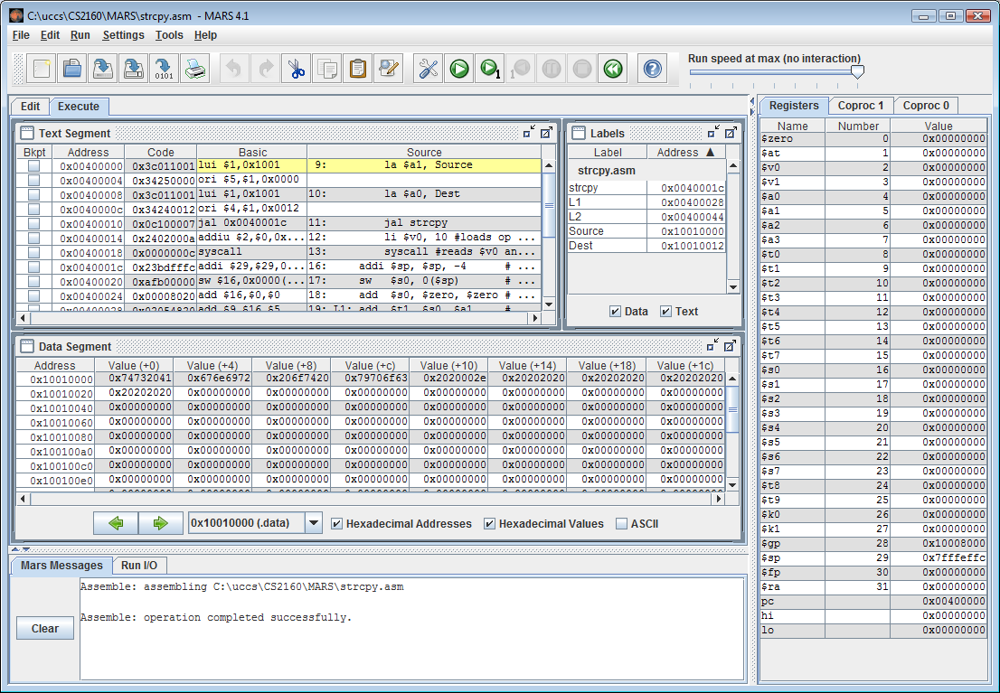 C:\uccs\CS2160\MARS\strcpy.asm - MARS 4.1
File Edit Run Settings Tools Help
Run speed at max (no interaction)
Edit Execute
Text Segment
Bkpt Address Code Basic Source
0x00400000 0x3c011001 lui $1,0x1001 9: la $a1, Source
0x00400004 0x34250000 ori $5,$1,0x0000
0x00400008 0x3c011001 lui $1,0x1001 10: la $a0, Dest
0x0040000c 0x34240012 ori $4,$1,0x0012
0x00400010 0x0c100007 jal 0x0040001c 11: jal strcpy
0x00400014 0x2402000a addiu $2,$0,0x... 12: li $v0, 10 #loads op ...
0x00400018 0x0000000c syscall 13: syscall #reads $v0 an...
0x0040001c 0x23bdfffc addi $29,$29,0... 16: addi $sp, $sp, -4 # ...
0x00400020 0xafb00000 sw $16,0x0000(... 17: sw $s0, 0($sp) # ...
0x00400024 0x00008020 add $16,$0,$0 18: add $s0, $zero, $zero # ...
0x00400028 0x02054820 add $9,$16,$5 19: L1: add $t1, $s0, $a1 # ...
Labels
Label Address ▲
strcpy.asm
strcpy 0x0040001c
L1 0x00400028
L2 0x00400044
Source 0x10010000
Dest 0x10010012
Data Text
Data Segment
Address Value (+0) Value (+4) Value (+8) Value (+c) Value (+10) Value (+14) Value (+18) Value (+1c)
0x10010000 0x74732041 0x676e6972 0x206f7420 0x79706f63 0x2020002e 0x20202020 0x20202020 0x20202020
0x10010020 0x20202020 0x00000000 0x00000000 0x00000000 0x00000000 0x00000000 0x00000000 0x00000000
0x10010040 0x00000000 0x00000000 0x00000000 0x00000000 0x00000000 0x00000000 0x00000000 0x00000000
0x10010060 0x00000000 0x00000000 0x00000000 0x00000000 0x00000000 0x00000000 0x00000000 0x00000000
0x10010080 0x00000000 0x00000000 0x00000000 0x00000000 0x00000000 0x00000000 0x00000000 0x00000000
0x100100a0 0x00000000 0x00000000 0x00000000 0x00000000 0x00000000 0x00000000 0x00000000 0x00000000
0x100100c0 0x00000000 0x00000000 0x00000000 0x00000000 0x00000000 0x00000000 0x00000000 0x00000000
0x100100e0 0x00000000 0x00000000 0x00000000 0x00000000 0x00000000 0x00000000 0x00000000 0x00000000
0x10010000 (.data) Hexadecimal Addresses Hexadecimal Values ASCII
Mars Messages Run I/O
Assemble: assembling C:\uccs\CS2160\MARS\strcpy.asm
Assemble: operation completed successfully.
Clear
Registers Coproc 1 Coproc 0
Name Number Value
$zero 0 0x00000000
$at 1 0x00000000
$v0 2 0x00000000
$v1 3 0x00000000
$a0 4 0x00000000
$a1 5 0x00000000
$a2 6 0x00000000
$a3 7 0x00000000
$t0 8 0x00000000
$t1 9 0x00000000
$t2 10 0x00000000
$t3 11 0x00000000
$t4 12 0x00000000
$t5 13 0x00000000
$t6 14 0x00000000
$t7 15 0x00000000
$s0 16 0x00000000
$s1 17 0x00000000
$s2 18 0x00000000
$s3 19 0x00000000
$s4 20 0x00000000
$s5 21 0x00000000
$s6 22 0x00000000
$s7 23 0x00000000
$t8 24 0x00000000
$t9 25 0x00000000
$k0 26 0x00000000
$k1 27 0x00000000
$gp 28 0x10008000
$sp 29 0x7fffeffc
$fp 30 0x00000000
$ra 31 0x00000000
pc 0x00400000
hi 0x00000000
lo 0x00000000